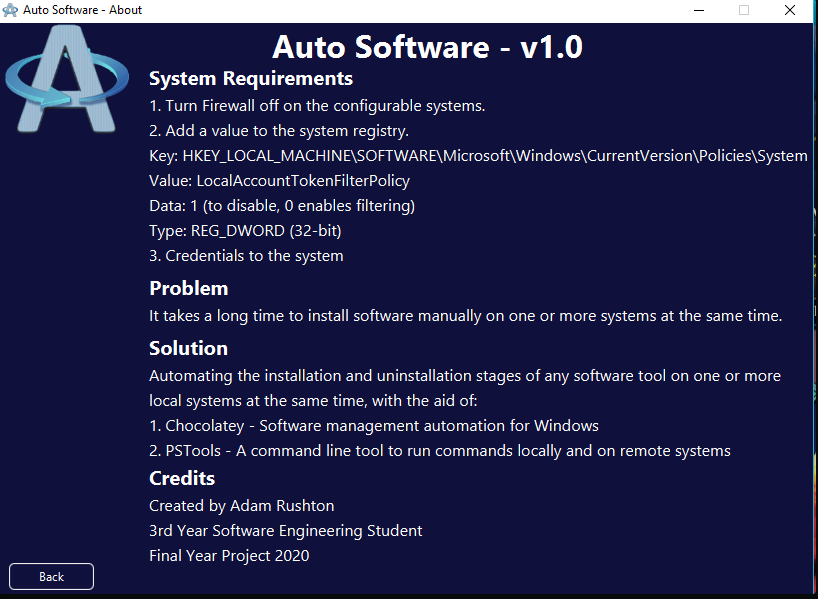 Auto Software - About
Auto Software - v1.0
System Requirements
1. Turn Firewall off on the configurable systems.
2. Add a value to the system registry.
Key: HKEY_LOCAL_MACHINE\SOFTWARE\Microsoft\Windows\CurrentVersion\Policies\System
Value: LocalAccountTokenFilterPolicy
Data: 1 (to disable, 0 enables filtering)
Type: REG_DWORD (32-bit)
3. Credentials to the system
Problem
It takes a long time to install software manually on one or more systems at the same time.
Solution
Automating the installation and uninstallation stages of any software tool on one or more
local systems at the same time, with the aid of:
1. Chocolatey - Software management automation for Windows
2. PSTools - A command line tool to run commands locally and on remote systems
Credits
Created by Adam Rushton
3rd Year Software Engineering Student
Final Year Project 2020
Back